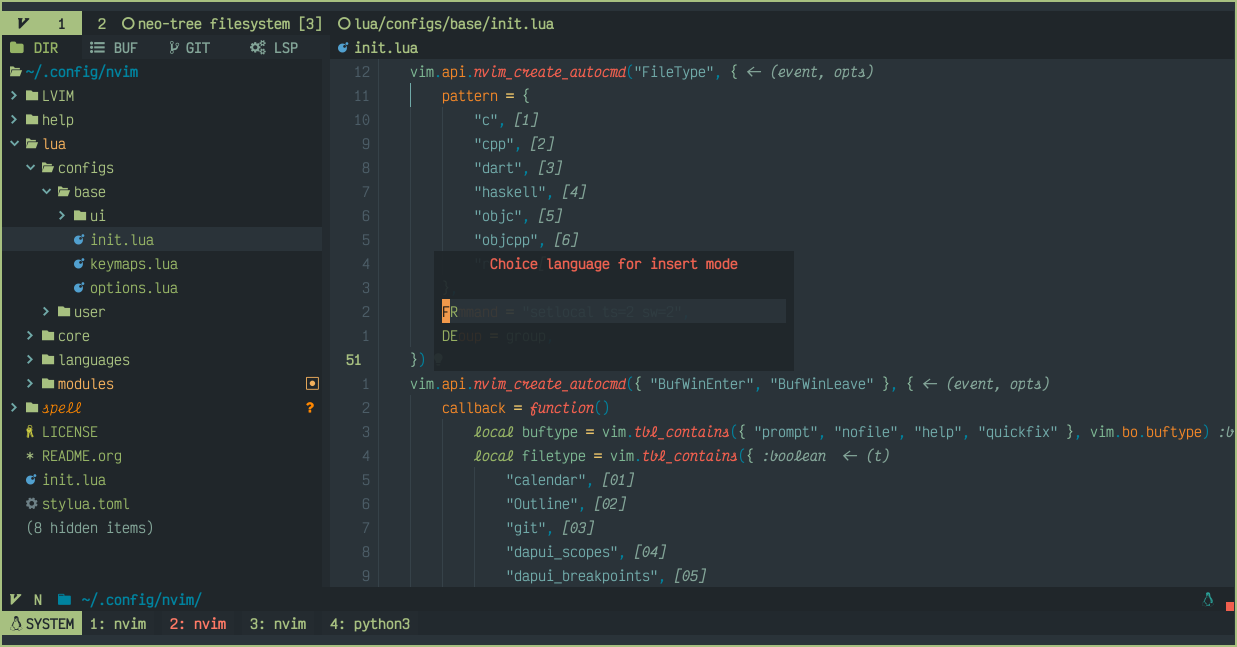 1 2 neo-tree filesystem [3] lua/configs/base/init.lua
DIR BUF GIT LSP init.lua
~/.config/nvim
LVIM
help
lua
configs
base
ui
init.lua
keymaps.lua
options.lua
user
core
languages
modules
spell ?
LICENSE
* README.org
init.lua
stylua.toml
(8 hidden items)
12 vim.api.nvim_create_autocmd("FileType", { ← (event, opts)
11 pattern = {
10 "c", [1]
9 "cpp", [2]
8 "dart", [3]
7 "haskell", [4]
6 "objc", [5]
5 "objcpp", [6]
4 Choice language for insert mode
3 }
2 FR = "setlocal ts=2 sw=2"
1 DE = group
51 })
1 vim.api.nvim_create_autocmd({ "BufWinEnter", "BufWinLeave" }, { ← (event, opts)
2 callback = function()
3 local buftype = vim.tbl_contains({ "prompt", "nofile", "help", "quickfix" }, vim.bo.buftype) :b
4 local filetype = vim.tbl_contains({ :boolean ← (t)
5 "calendar", [01]
6 "Outline", [02]
7 "git", [03]
8 "dapui_scopes", [04]
9 "dapui_breakpoints", [05]
N ~/.config/nvim/
SYSTEM 1: nvim 2: nvim 3: nvim 4: python3